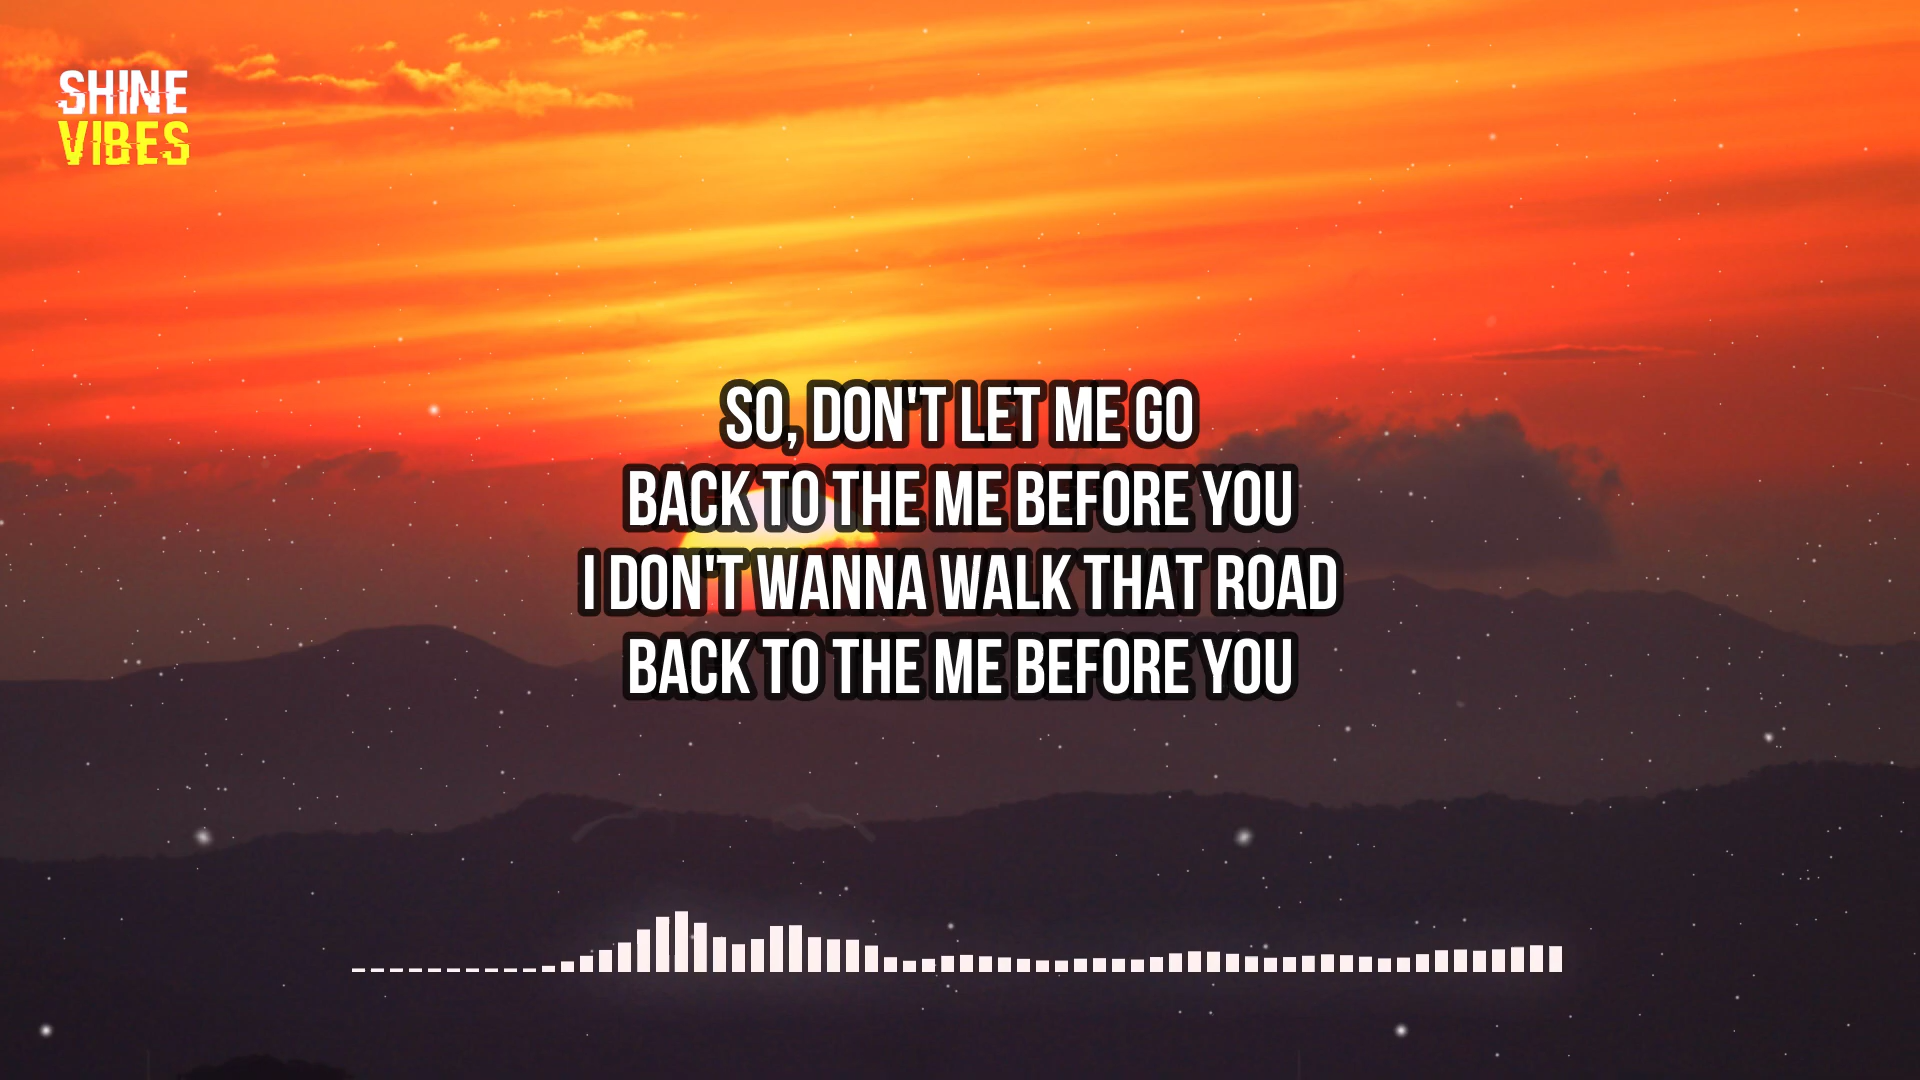 SHINE
VIBES
SO, DON'T LET ME GO
BACK TO THE ME BEFORE YOU
I DON'T WANNA WALK THAT ROAD
BACK TO THE ME BEFORE YOU